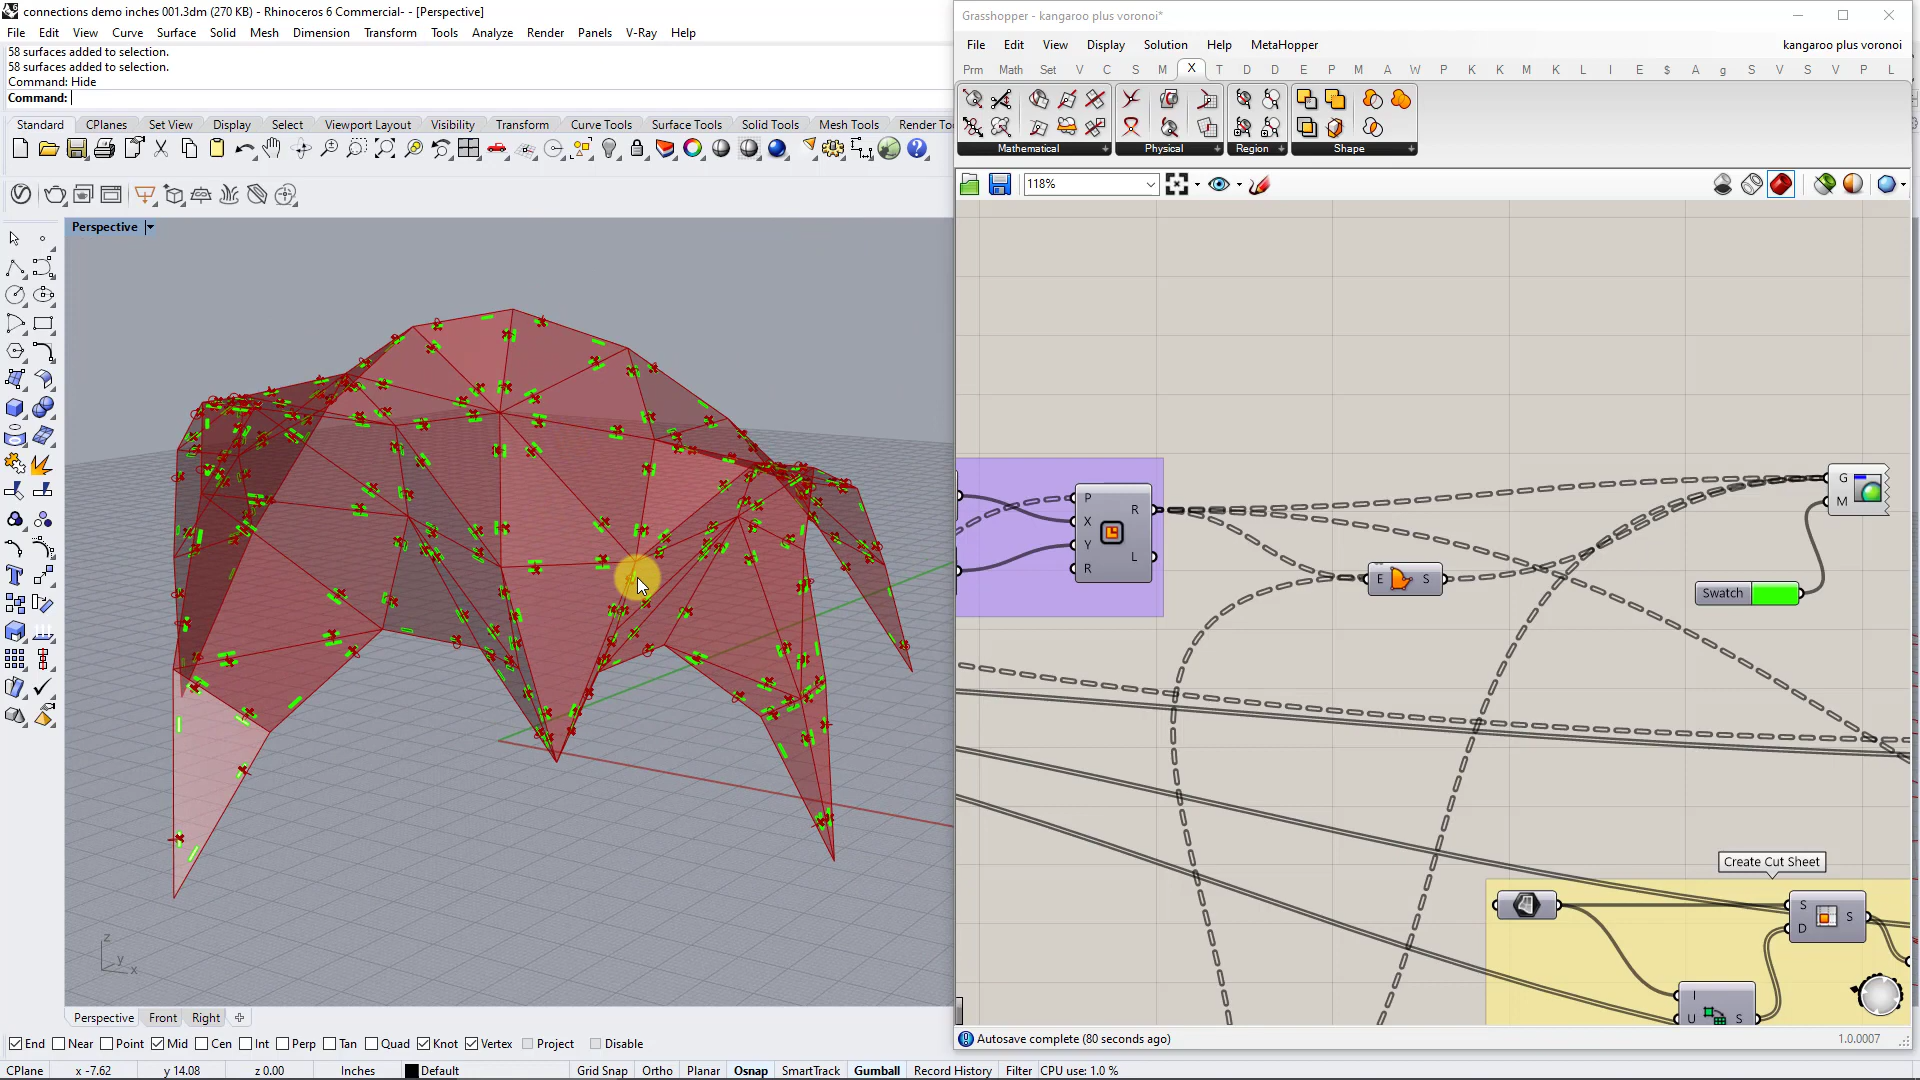 connections demo inches 001.3dm (270 KB) - Rhinoceros 6 Commercial- - [Perspective]
File Edit View Curve Surface Solid Mesh Dimension Transform Tools Analyze Render Panels V-Ray Help
58 surfaces added to selection.
58 surfaces added to selection.
Command: Hide
Command:
Standard CPlanes Set View Display Select Viewport Layout Visibility Transform Curve Tools Surface Tools Solid Tools Mesh Tools Render To
Perspective
z
y
x
Perspective Front Right
End Near Point Mid Cen Int Perp Tan Quad Knot Vertex Project Disable
CPlane x -7.62 y 14.08 z 0.00 Inches Default Grid Snap Ortho Planar Osnap SmartTrack Gumball Record History Filter CPU use: 1.0 %
Grasshopper - kangaroo plus voronoi*
File Edit View Display Solution Help MetaHopper kangaroo plus voronoi
Prm Math Set V C S M X T D D E P M A W P K K M K L I E $ A g S V S V P L
Mathematical Physical Region Shape
118%
P
X
Y
R
R
L
E S
G
M
Swatch
Create Cut Sheet
S
D
S
I
U
S
Autosave complete (80 seconds ago) 1.0.0007